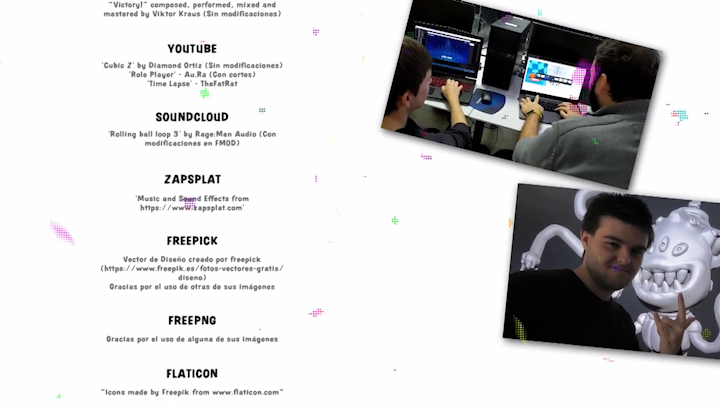 "Victory!" composed, performed, mixed and
mastered by Viktor Kraus (Sin modificaciones)
YOUTUBE
'Cubic Z' by Diamond Ortiz (Sin modificaciones)
'Role Player' - Au.Ra (Con cortes)
'Time Lapse' - TheFatRat
SOUNDCLOUD
'Rolling ball loop 3' by Rage:Man Audio (Con
modificaciones en FMOD)
ZAPSPLAT
'Music and Sound Effects from
https://www.zapsplat.com'
FREEPICK
Vector de Diseño creado por freepick
(https://www.freepik.es/fotos-vectores-gratis/
diseno)
Gracias por el uso de otras de sus imágenes
FREEPNG
Gracias por el uso de alguna de sus imágenes
FLATICON
"Icons made by Freepik from www.flaticon.com"